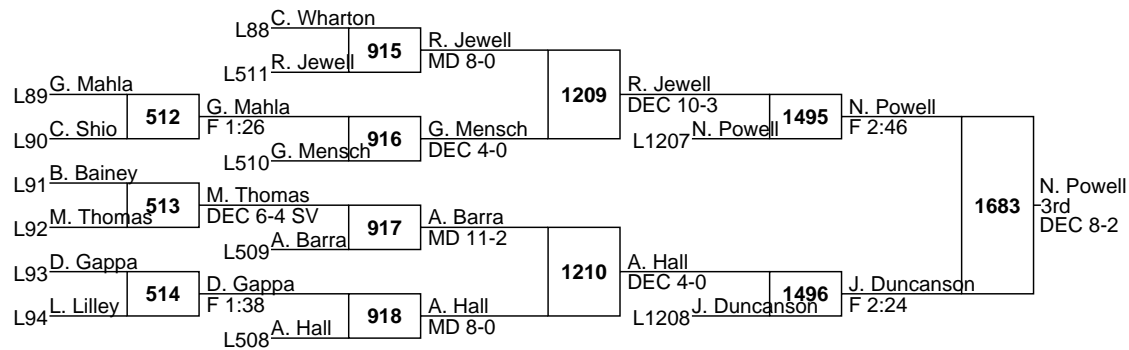 L88 C. Wharton
915
R. Jewell
MD 8-0
L511 R. Jewell
L89 G. Mahla
512
G. Mahla
F 1:26
L90 C. Shio
916
G. Mensch
DEC 4-0
L510 G. Mensch
1209
R. Jewell
DEC 10-3
L1207 N. Powell
1495
N. Powell
F 2:46
L91 B. Bainey
513
M. Thomas
DEC 6-4 SV
L92 M. Thomas
917
A. Barra
MD 11-2
L509 A. Barra
L93 D. Gappa
514
D. Gappa
F 1:38
L94 L. Lilley
918
A. Hall
MD 8-0
L508 A. Hall
1210
A. Hall
DEC 4-0
L1208 J. Duncanson
1496
J. Duncanson
F 2:24
1683
N. Powell
3rd
DEC 8-2